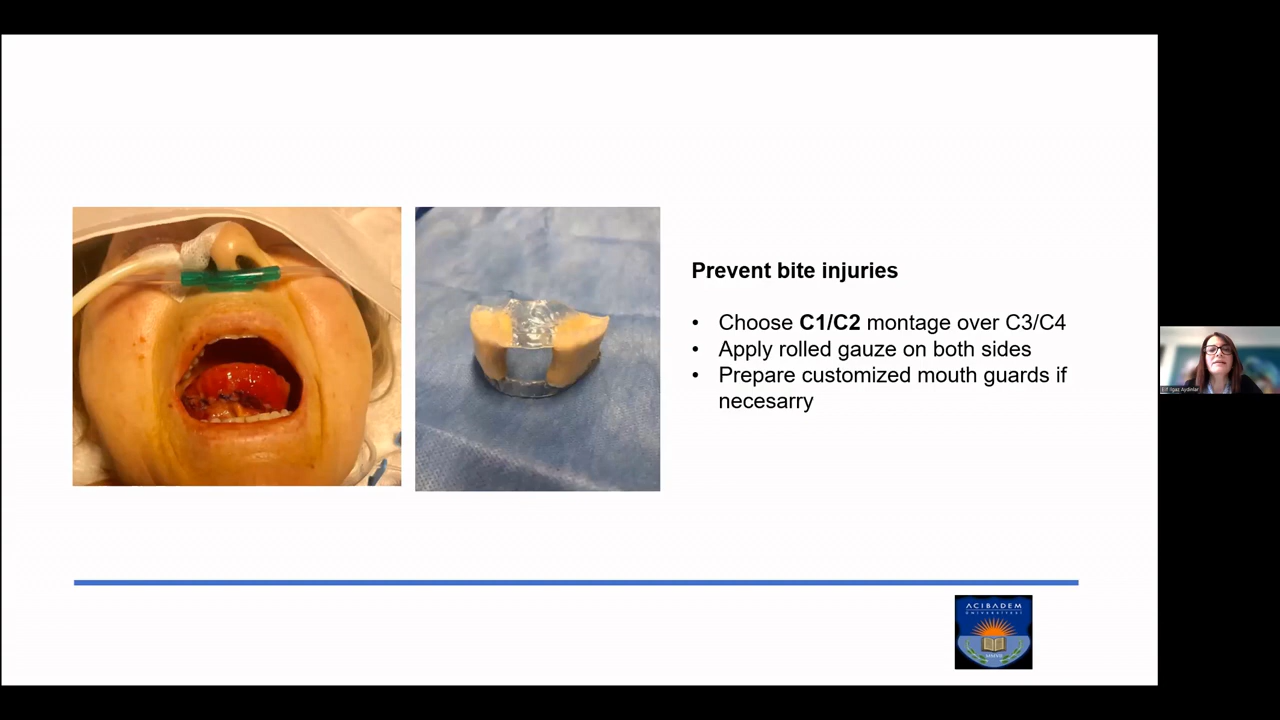 Prevent bite injuries
• Choose C1/C2 montage over C3/C4
• Apply rolled gauze on both sides
• Prepare customized mouth guards if
necesarry
ACIBADEM